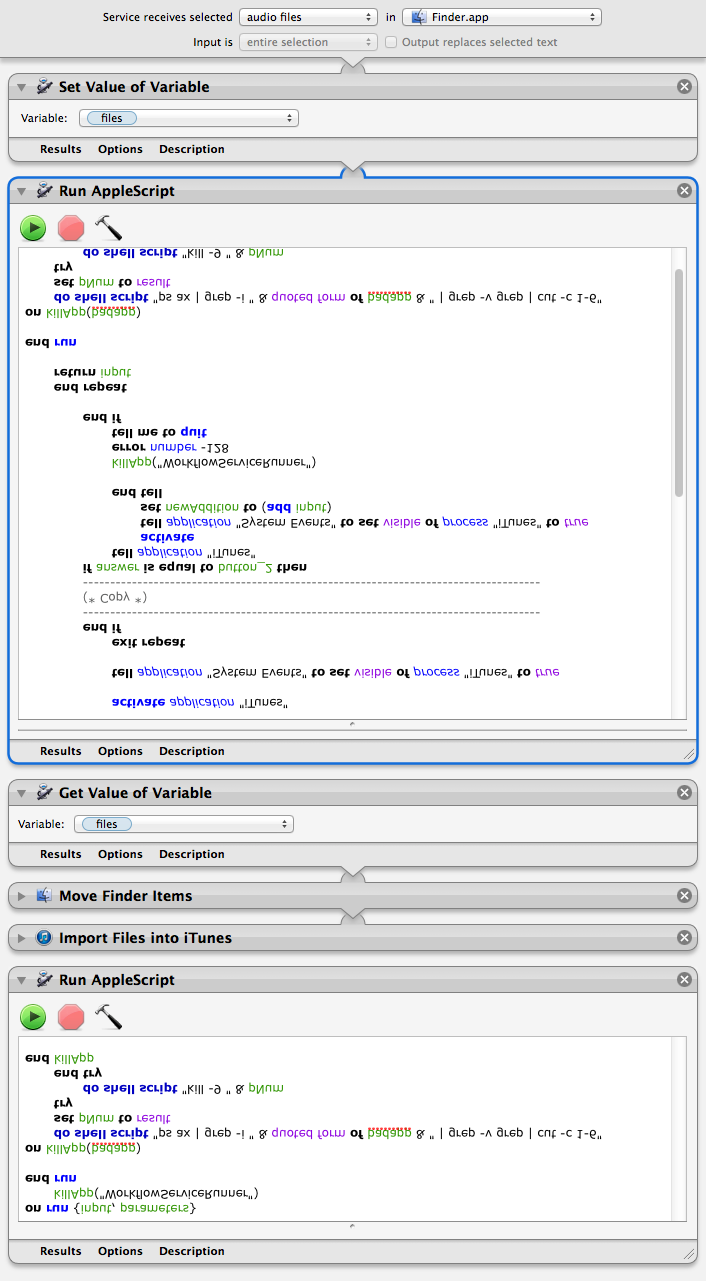 Service receives selected audio files in Finder.app
Input is entire selection Output replaces selected text
Set Value of Variable
Variable: files
Results Options Description
Run AppleScript
activate application "iTunes"
tell application "System Events" to set visible of process "iTunes" to true
exit repeat
end if
------------------------------------------------------------------------------------
(* Copy *)
------------------------------------------------------------------------------------
if answer is equal to button_2 then
tell application "iTunes"
activate
tell application "System Events" to set visible of process "iTunes" to true
set newAddition to (add input)
end tell
killApp("WorkflowServiceRunner")
error number -128
tell me to quit
end if
end repeat
return input
end run
on killApp(badapp)
do shell script "ps ax | grep -i " & quoted form of badapp & " | grep -v grep | cut -c 1-6"
set pNum to result
try
do shell script "kill -9 " & pNum
Results Options Description
Get Value of Variable
Variable: files
Results Options Description
Move Finder Items
Import Files into iTunes
Run AppleScript
on run {input, parameters}
killApp("WorkflowServiceRunner")
end run
on killApp(badapp)
do shell script "ps ax | grep -i " & quoted form of badapp & " | grep -v grep | cut -c 1-6"
set pNum to result
try
do shell script "kill -9 " & pNum
end try
end killApp
Results Options Description